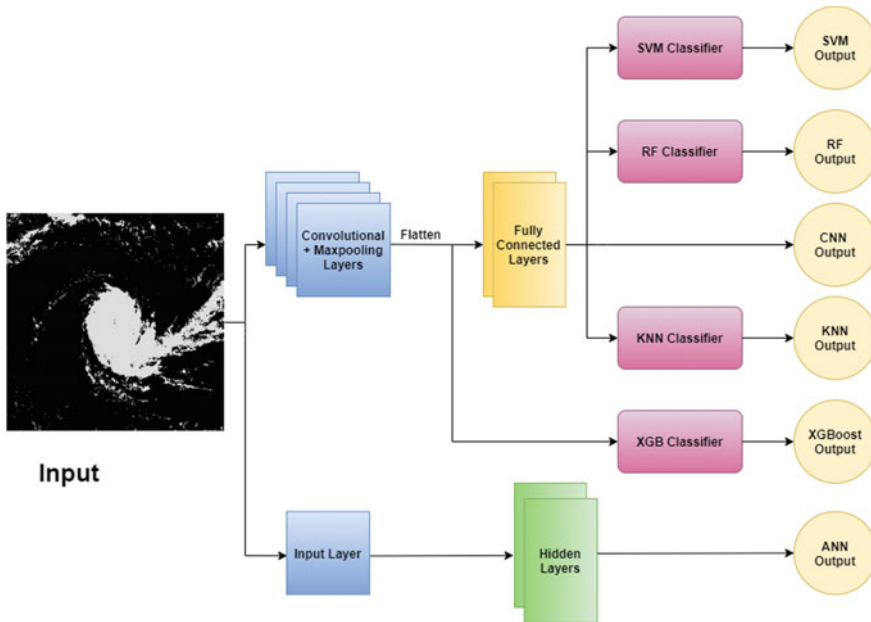 SVM Classifier
SVM
Output
RF Classifier
RF
Output
Convolutional
+ Maxpooling
Layers
Flatten
Fully
Connected
Layers
CNN
Output
KNN Classifier
KNN
Output
XGB Classifier
XGBoost
Output
Input
Input Layer
Hidden
Layers
ANN
Output